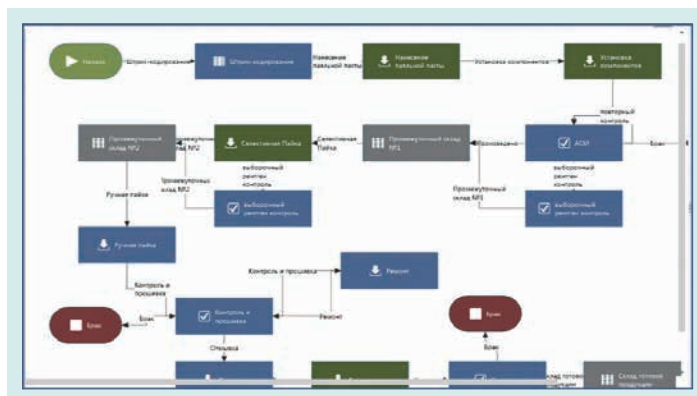 Начало
Штрих-кодирование
Штрих-кодирование
Нанесение
паяльной пасты
Нанесение
паяльной пасты
Установка компонентов
Установка
компонентов
Повторный
контроль
Промежуточный
склад №2
Селективная Пайка
Селективная
Пайка
Промежуточный склад
№1
АОИ
Брак
выборочный
рентген
контроль
выборочный
рентген
контроль
Промежуточный
склад №1
выборочный рентген контроль
выборочный рентген контроль
Ручная пайка
Ручная пайка
Контроль и
прошивка
Контроль и прошивка
Ремонт
Ремонт
Брак
Брак
Контроль и
прошивка
Брак
Брак
Отмывка
Склад готовой
продукции